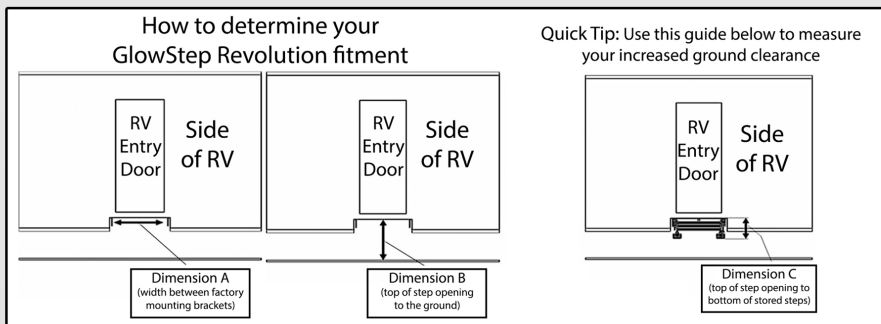 How to determine your
GlowStep Revolution fitment
RV
Entry
Door
Side
of RV
Dimension A
(width between factory
mounting brackets)
RV
Entry
Door
Side
of RV
Dimension B
(top of step opening
to the ground)
Quick Tip: Use this guide below to measure
your increased ground clearance
RV
Entry
Door
Side
of RV
Dimension C
(top of step opening to
bottom of stored steps)